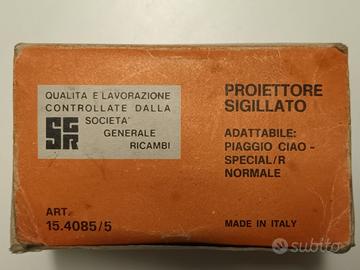 QUALITA E LAVORAZIONE
CONTROLLATE DALLA
SOCIETA'
GENERALE
RICAMBI
SGR
PROIETTORE
SIGILLATO
ADATTABILE:
PIAGGIO CIAO -
SPECIAL/R
NORMALE
ART.
15.4085/5
MADE IN ITALY
subito